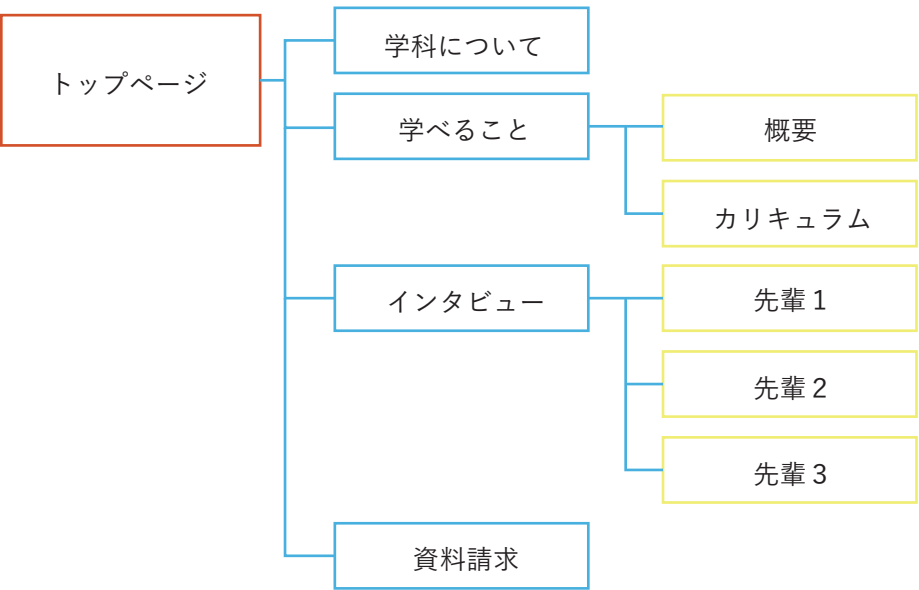 トップページ
学科について
学べること
概要
カリキュラム
インタビュー
先輩1
先輩2
先輩3
資料請求